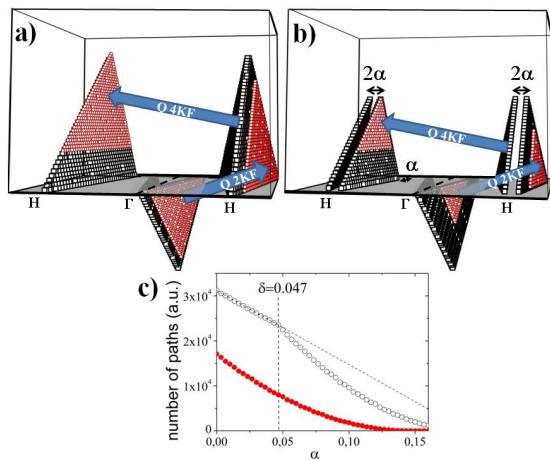 a)
b)
2α
2α
Q 4KF
Q 4KF
α
Q 2KF
Q 2KF
H
Γ
H
H
Γ
H
c)
δ=0.047
number of paths (a.u.)
3x10⁴
2x10⁴
1x10⁴
0
0,00
0,05
0,10
0,15
α